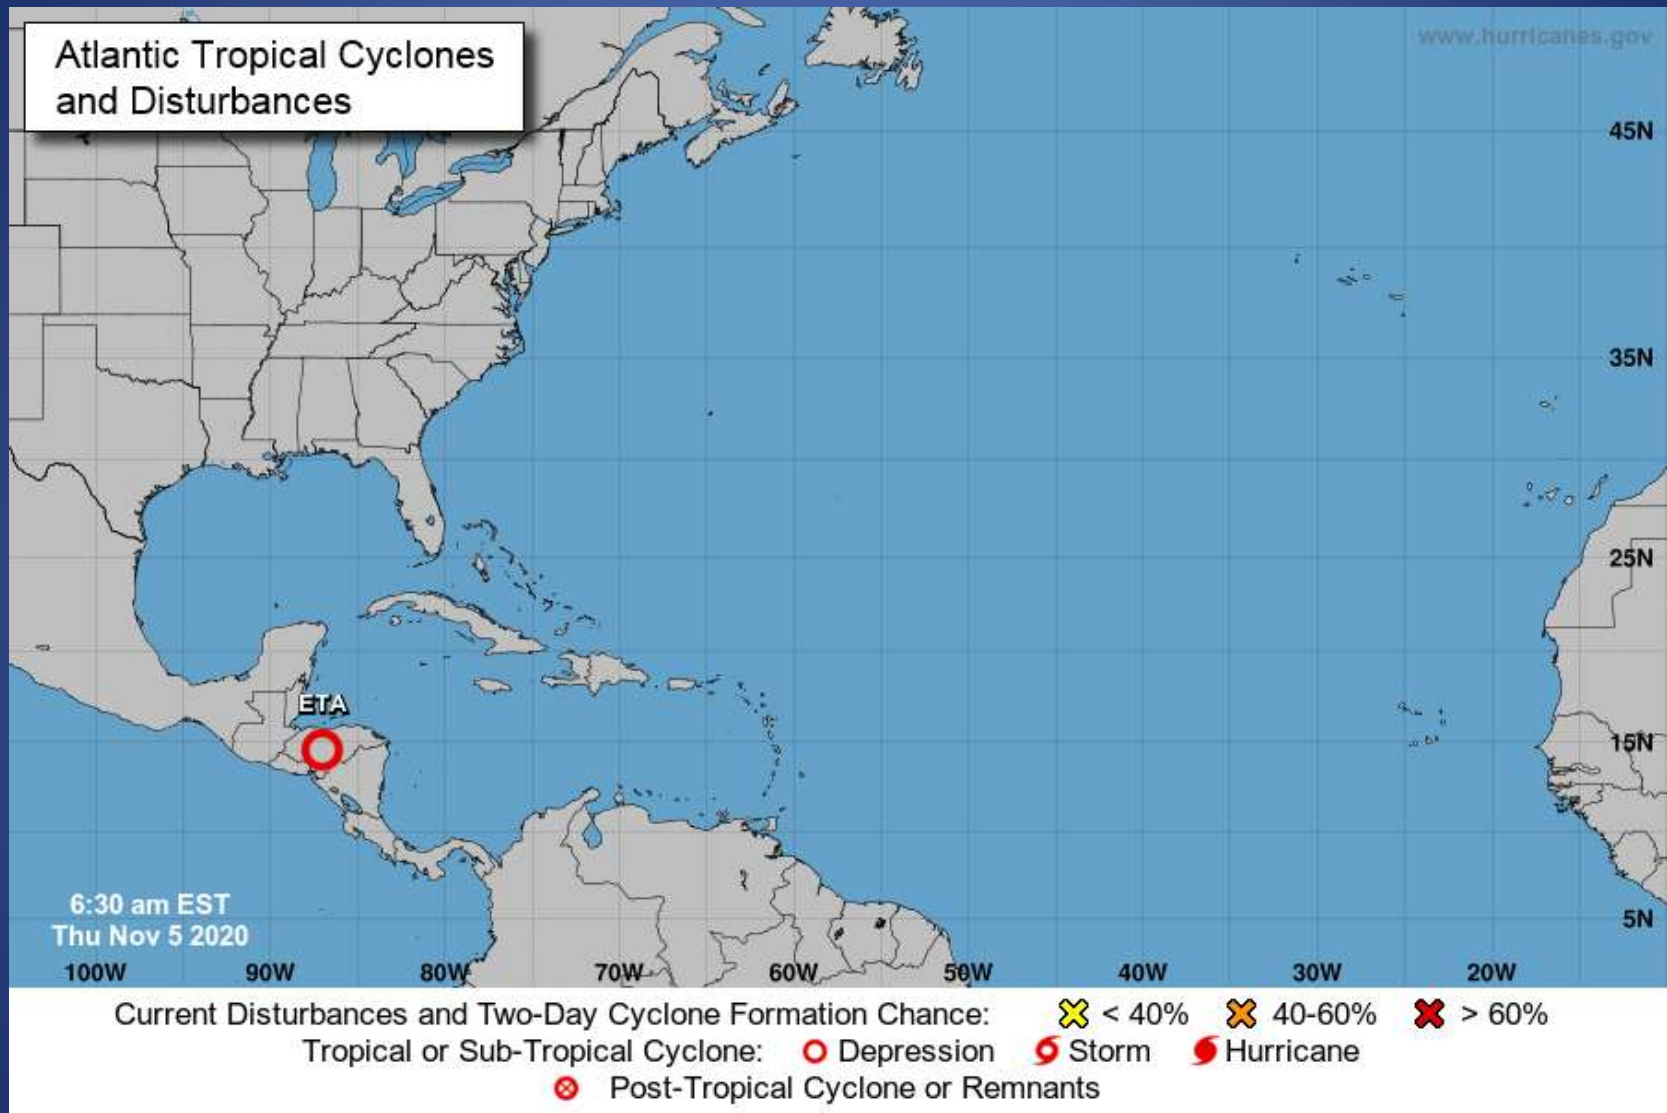 Atlantic Tropical Cyclones
and Disturbances
www.hurricanes.gov
45N
35N
25N
ETA
15N
6:30 am EST
Thu Nov 5 2020
5N
100W 90W 80W 70W 60W 50W 40W 30W 20W
Current Disturbances and Two-Day Cyclone Formation Chance: < 40% 40-60% > 60%
Tropical or Sub-Tropical Cyclone: Depression Storm Hurricane
Post-Tropical Cyclone or Remnants